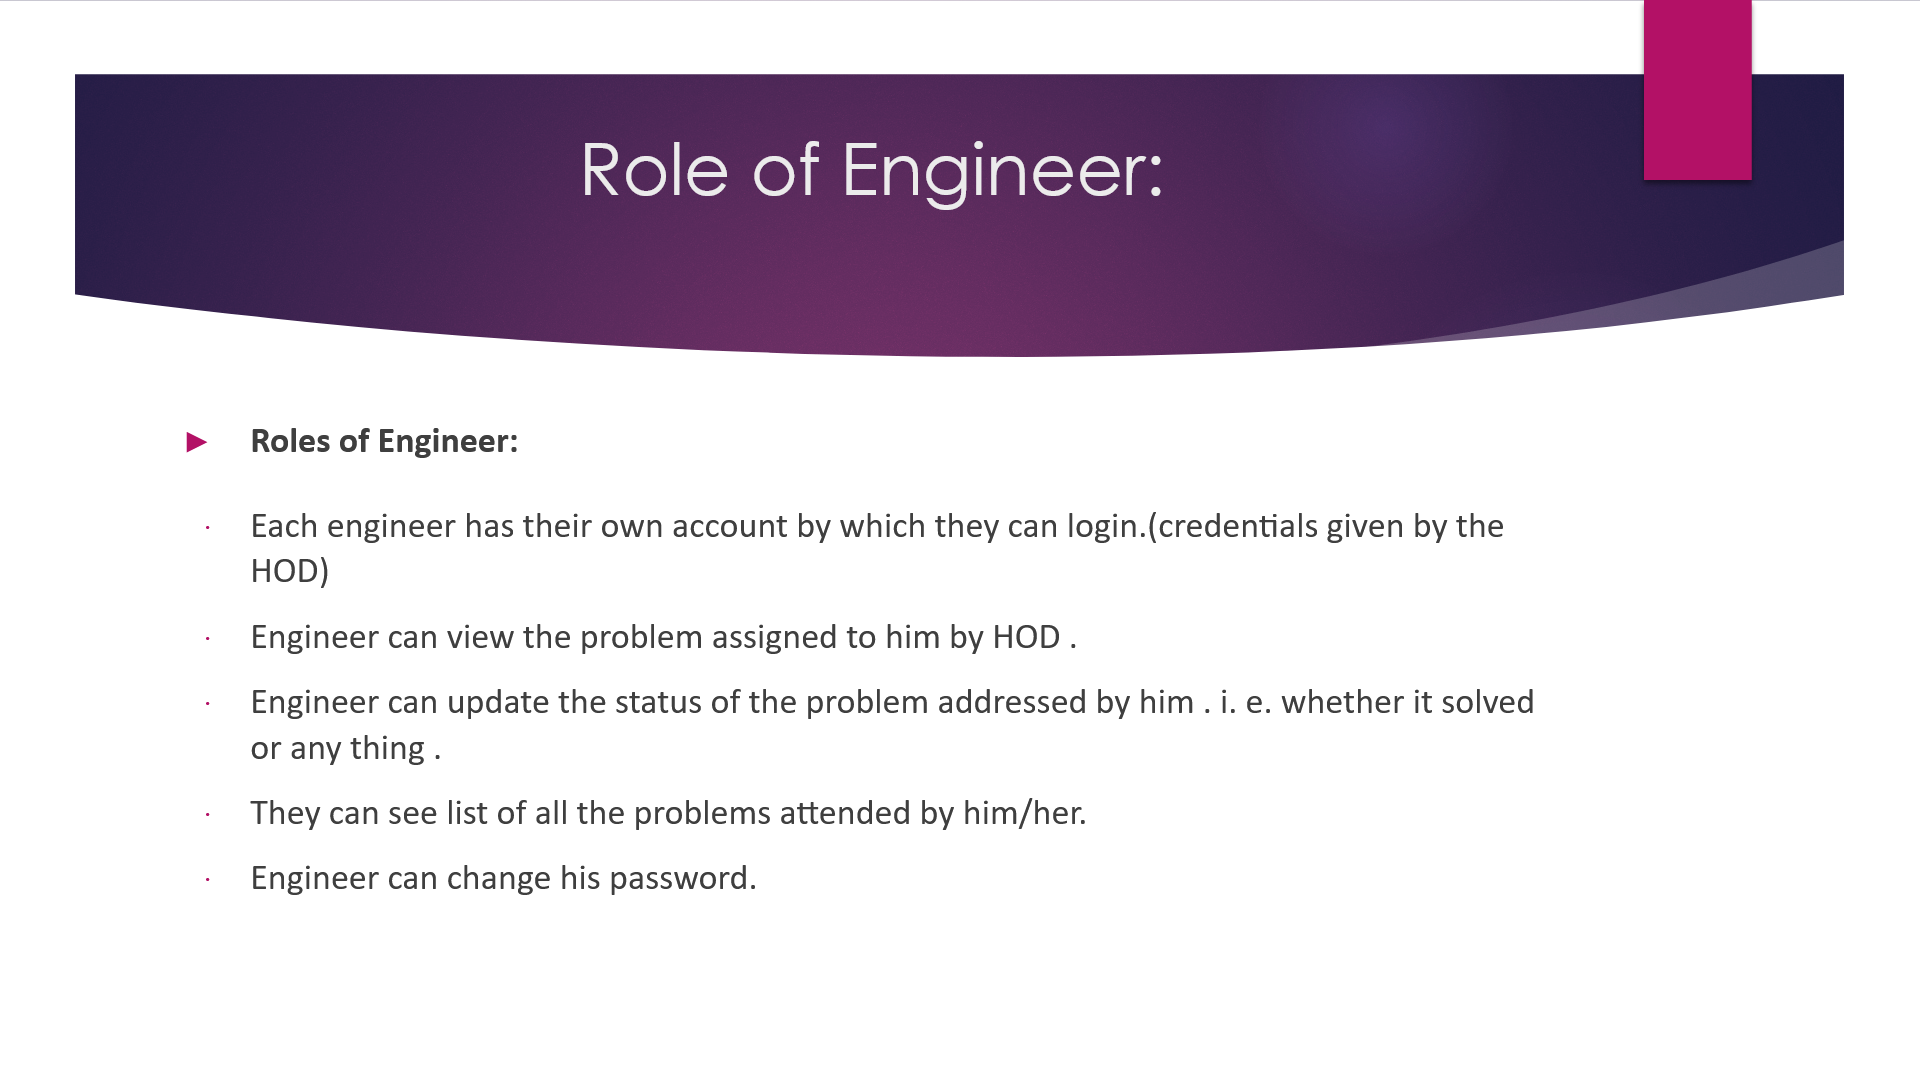 Role of Engineer:
Roles of Engineer:
Each engineer has their own account by which they can login.(credentials given by the
HOD)
Engineer can view the problem assigned to him by HOD .
Engineer can update the status of the problem addressed by him . i. e. whether it solved
or any thing .
They can see list of all the problems attended by him/her.
Engineer can change his password.